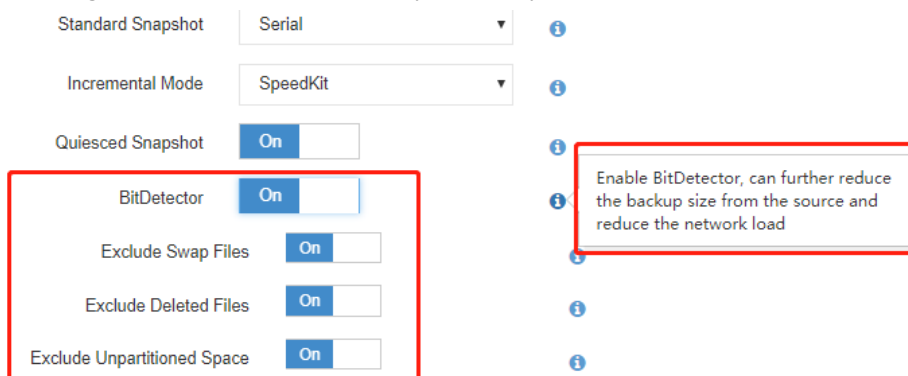 Standard Snapshot Serial
Incremental Mode SpeedKit
Quiesced Snapshot On
BitDetector On
Enable BitDetector, can further reduce
the backup size from the source and
reduce the network load
Exclude Swap Files On
Exclude Deleted Files On
Exclude Unpartitioned Space On